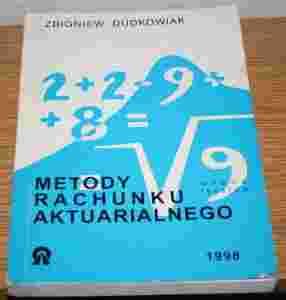 ZBIGNIEW DUDKOWIAK
2+2-9÷
+8=
√9
METODY
RACHUNKU
AKTUARIALNEGO
1998